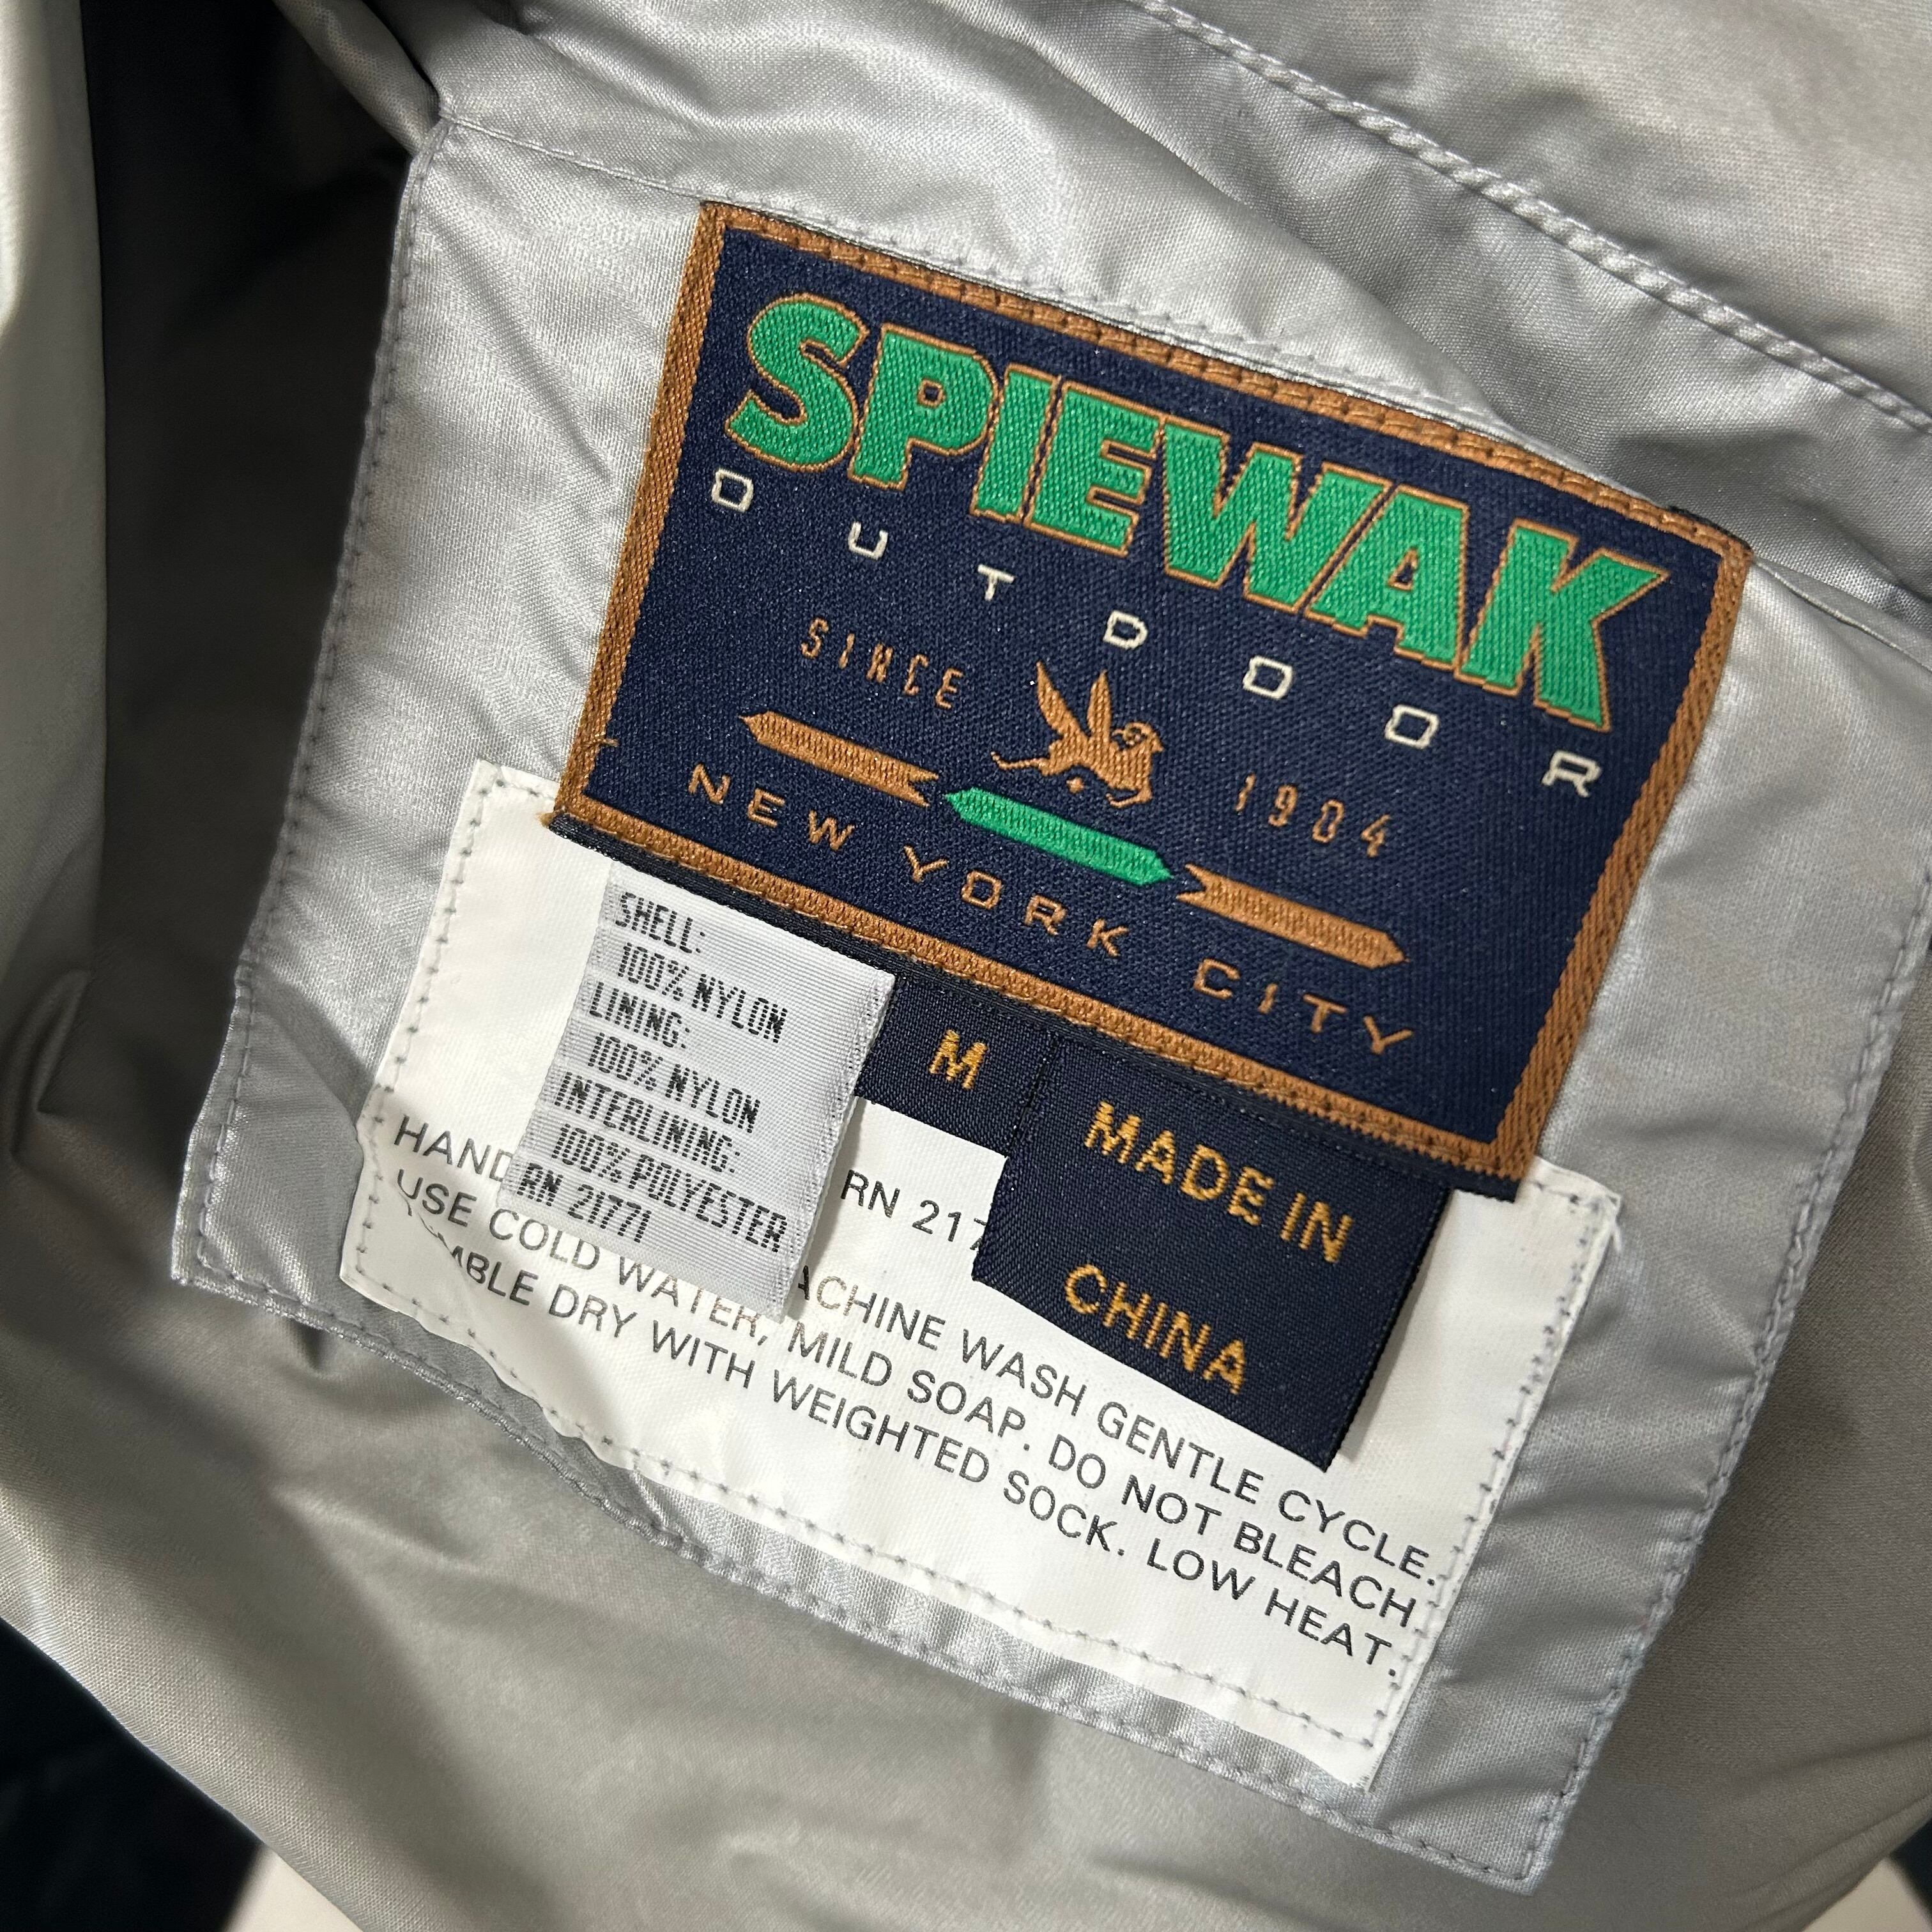 SPIEWAK
OUTDOOR
SINCE 1904
NEW YORK CITY
SHELL:
100% NYLON
LINING:
100% NYLON
INTERLINING:
100% POLYESTER
RN 21771
M
MADE IN
CHINA
RN 217
HAND ACHINE WASH GENTLE CYCLE.
USE COLD WATER, MILD SOAP. DO NOT BLEACH
MBLE DRY WITH WEIGHTED SOCK. LOW HEAT.